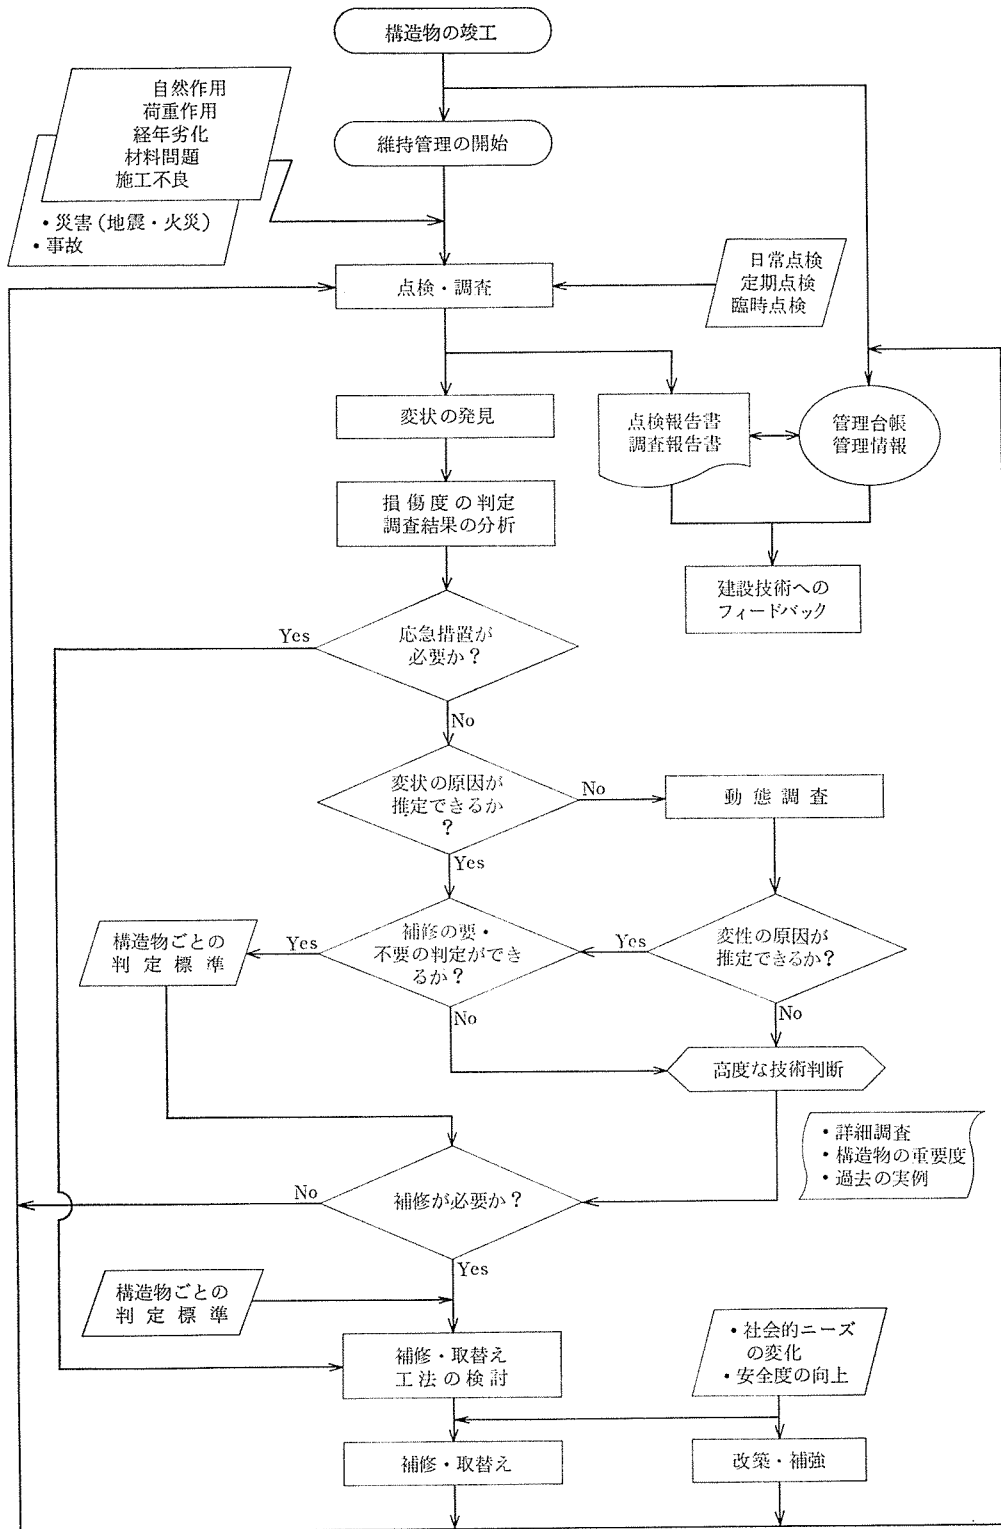 構造物の竣工
自然作用
荷重作用
経年劣化
材料問題
施工不良
・災害(地震・火災)
・事故
維持管理の開始
点検・調査
日常点検
定期点検
臨時点検
変状の発見
点検報告書
調査報告書
管理台帳
管理情報
損傷度の判定
調査結果の分析
建設技術への
フィードバック
Yes
応急措置が
必要か?
No
変状の原因が
推定できるか
?
No
動態調査
Yes
構造物ごとの
判定標準
Yes
補修の要・
不要の判定ができ
るか?
Yes
変性の原因が
推定できるか?
No
No
高度な技術判断
・詳細調査
・構造物の重要度
・過去の実例
No
補修が必要か?
Yes
構造物ごとの
判定標準
補修・取替え
工法の検討
・社会的ニーズ
の変化
・安全度の向上
補修・取替え
改築・補強